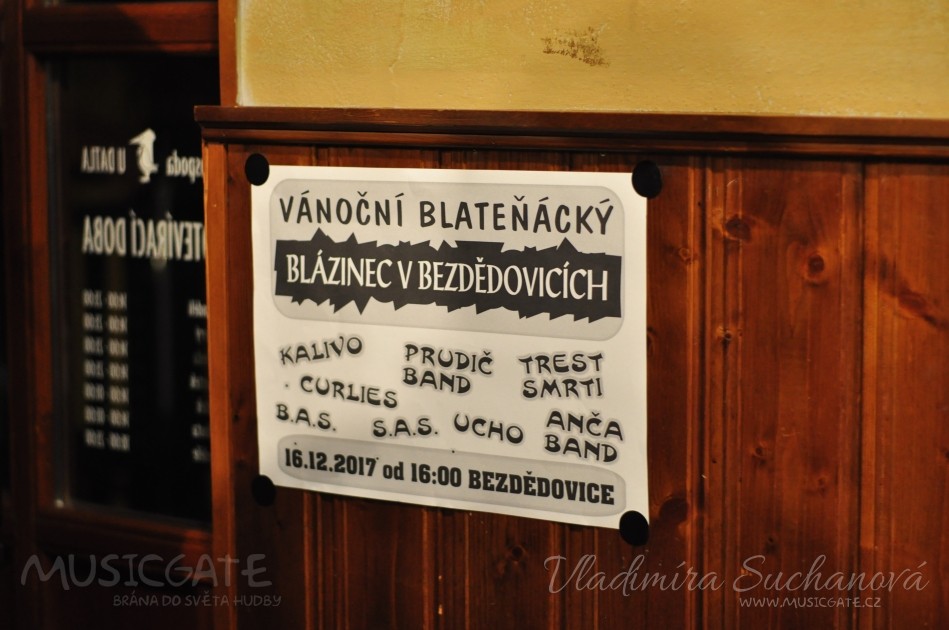 Hospoda U DATLA
OTEVÍRACÍ DOBA
VÁNOČNÍ BLATEŇÁCKÝ
BLÁZINEC V BEZDĚDOVICÍCH
KALIVO
PRUDIČ
BAND
TREST
SMRTI
CURLIES
B.A.S.
S.A.S.
UCHO
ANČA
BAND
16.12.2017 od 16:00 BEZDĚDOVICE
MUSICGATE
BRÁNA DO SVĚTA HUDBY
Vladimíra Suchanová
WWW.MUSICGATE.CZ